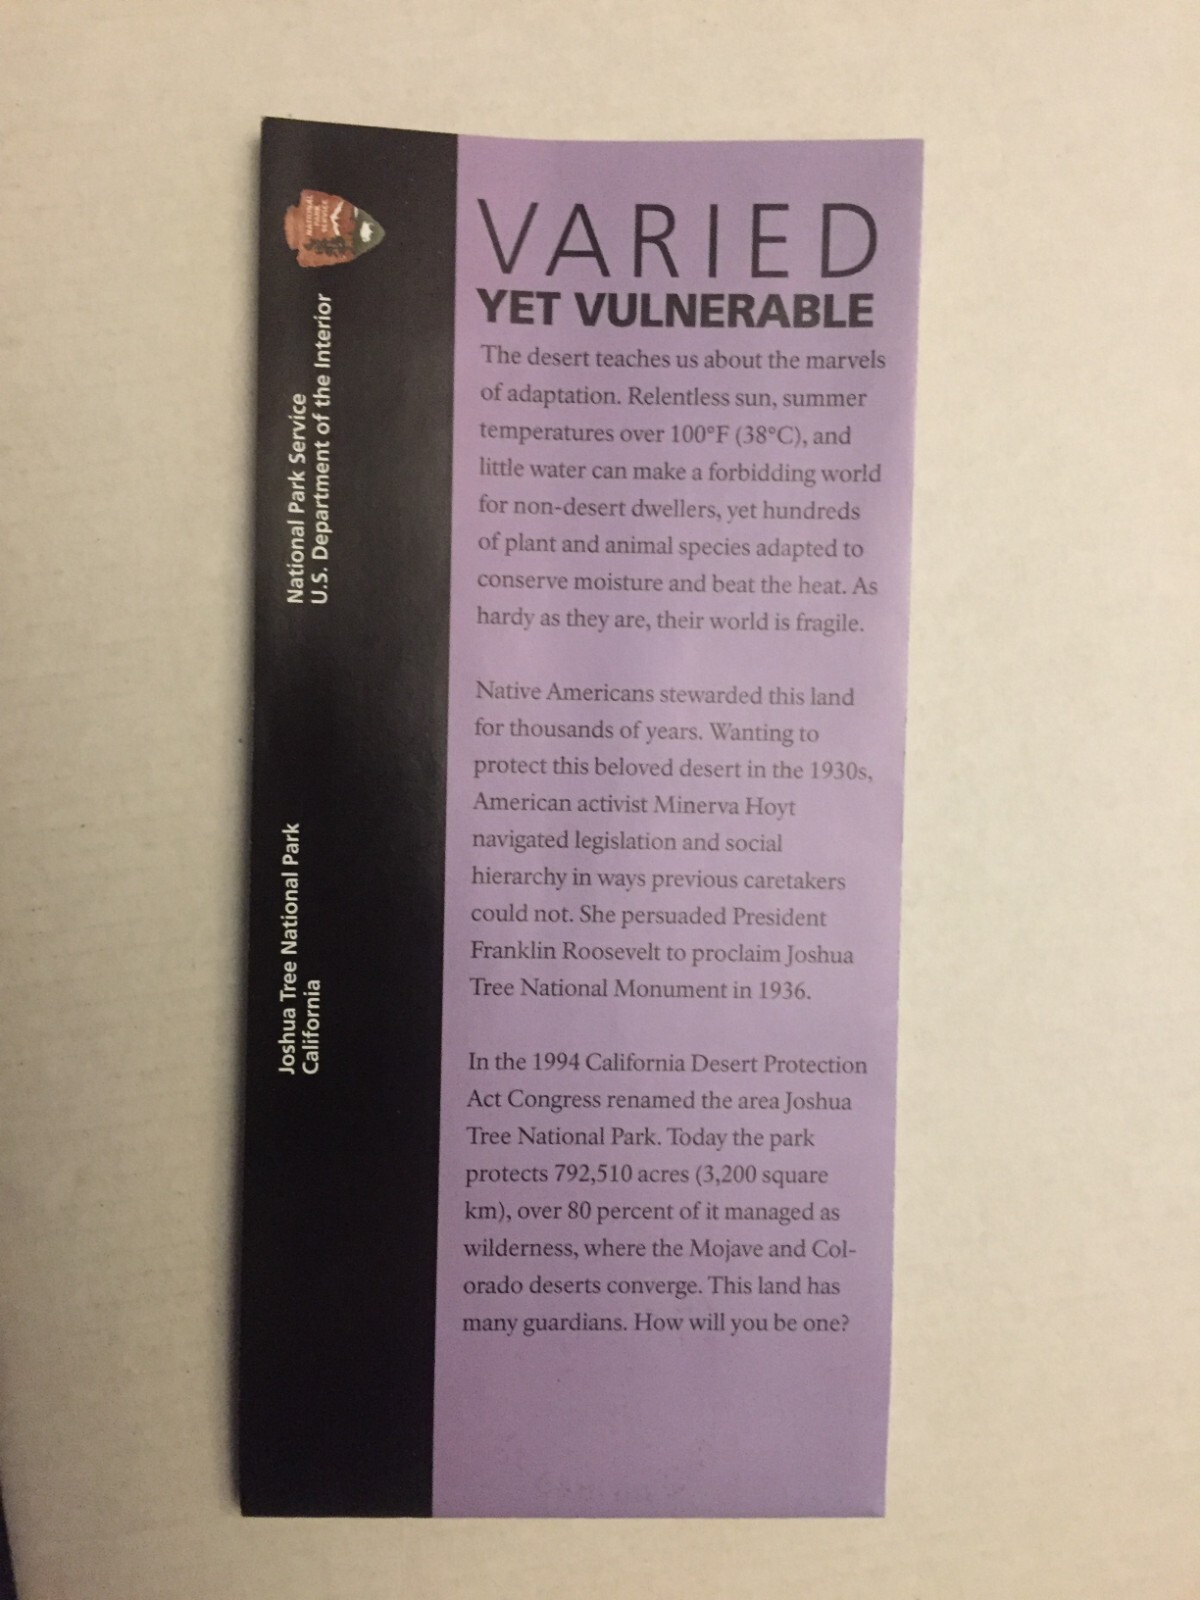 NATIONAL
PARK
SERVICE
National Park Service
U.S. Department of the Interior
Joshua Tree National Park
California
VARIED
YET VULNERABLE
The desert teaches us about the marvels
of adaptation. Relentless sun, summer
temperatures over 100°F (38°C), and
little water can make a forbidding world
for non-desert dwellers, yet hundreds
of plant and animal species adapted to
conserve moisture and beat the heat. As
hardy as they are, their world is fragile.
Native Americans stewarded this land
for thousands of years. Wanting to
protect this beloved desert in the 1930s,
American activist Minerva Hoyt
navigated legislation and social
hierarchy in ways previous caretakers
could not. She persuaded President
Franklin Roosevelt to proclaim Joshua
Tree National Monument in 1936.
In the 1994 California Desert Protection
Act Congress renamed the area Joshua
Tree National Park. Today the park
protects 792,510 acres (3,200 square
km), over 80 percent of it managed as
wilderness, where the Mojave and Col-
orado deserts converge. This land has
many guardians. How will you be one?